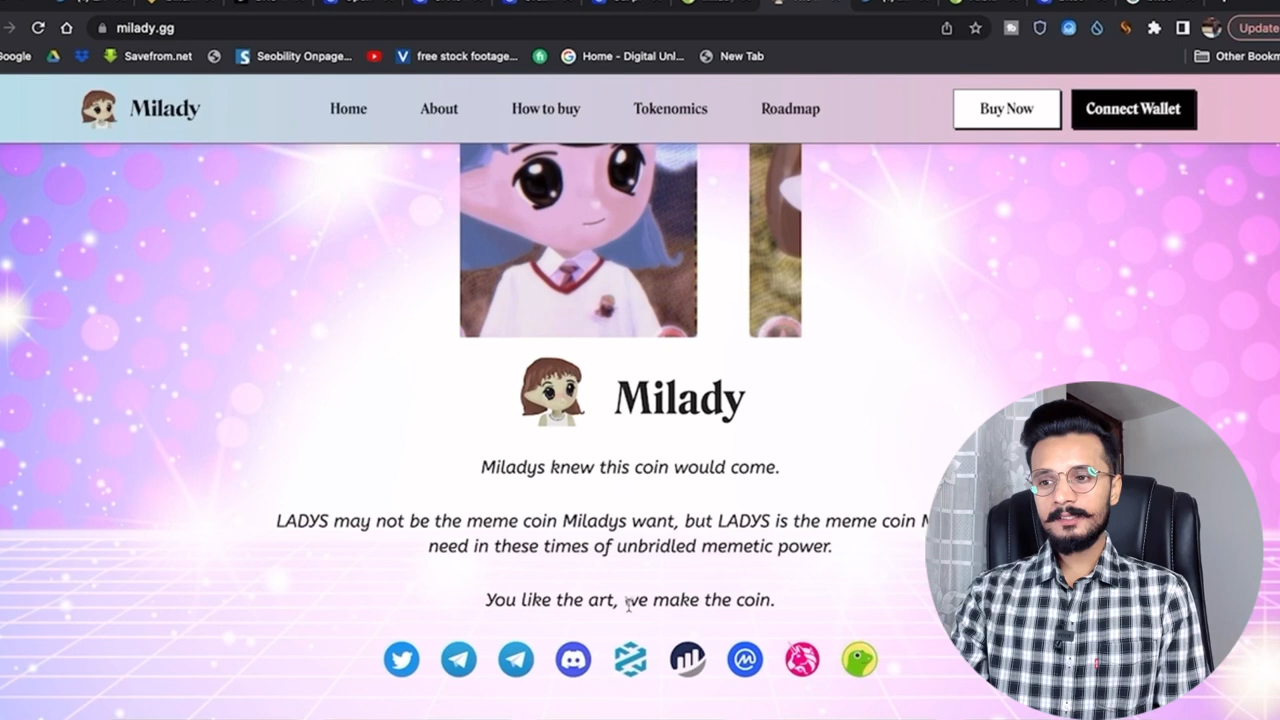 milady.gg
Update
Google
Savefrom.net
Seobility Onpage...
free stock footage...
Home - Digital Unl...
New Tab
Other Bookm
Milady
Home
About
How to buy
Tokenomics
Roadmap
Buy Now
Connect Wallet
Milady
Miladys knew this coin would come.
LADYS may not be the meme coin Miladys want, but LADYS is the meme coin M
need in these times of unbridled memetic power.
You like the art, we make the coin.